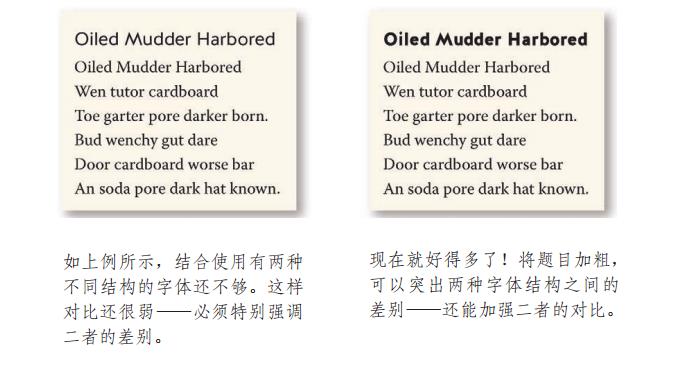 Oiled Mudder Harbored
Oiled Mudder Harbored
Wen tutor cardboard
Toe garter pore darker born.
Bud wenchy gut dare
Door cardboard worse bar
An soda pore dark hat known.
如上例所示，结合使用有两种
不同结构的字体还不够。这样
对比还很弱——必须特别强调
二者的差别。
Oiled Mudder Harbored
Oiled Mudder Harbored
Wen tutor cardboard
Toe garter pore darker born.
Bud wenchy gut dare
Door cardboard worse bar
An soda pore dark hat known.
现在就好得多了！将题目加粗，
可以突出两种字体结构之间的
差别——还能加强二者的对比。